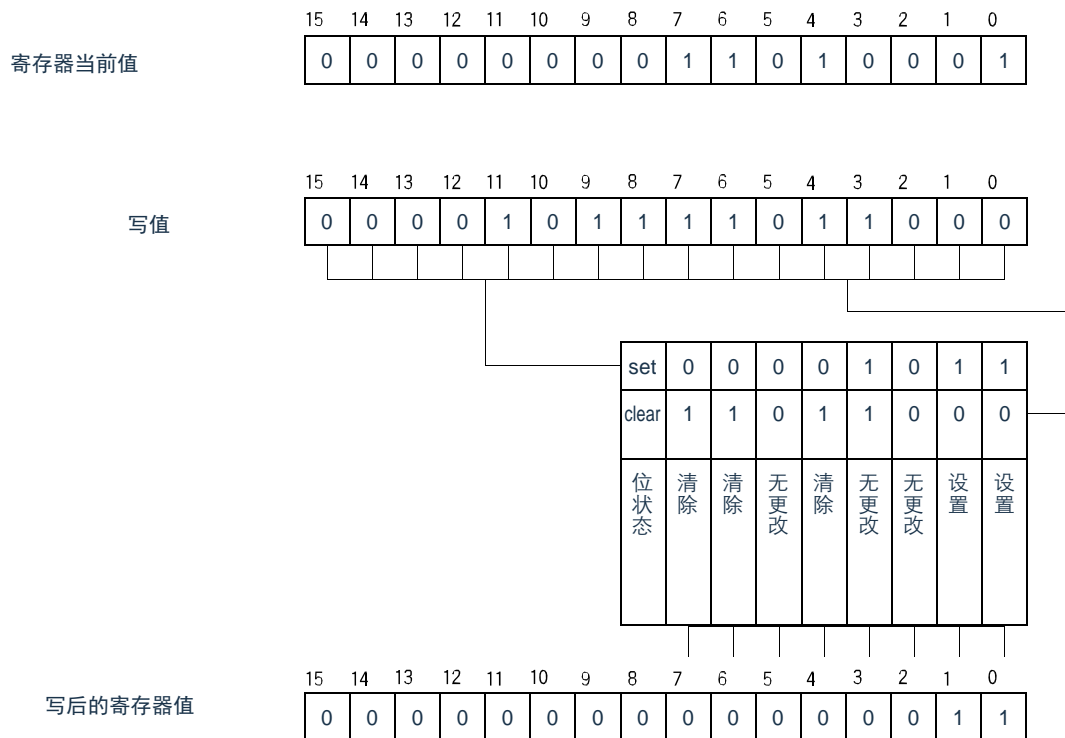 15 14 13 12 11 10 9 8 7 6 5 4 3 2 1 0
寄存器当前值 0 0 0 0 0 0 0 0 1 1 0 1 0 0 0 1
15 14 13 12 11 10 9 8 7 6 5 4 3 2 1 0
写值 0 0 0 0 1 0 1 1 1 1 0 1 1 0 0 0
set 0 0 0 0 1 0 1 1
clear 1 1 0 1 1 0 0 0
位状态 清除 清除 无更改 清除 无更改 无更改 设置 设置
15 14 13 12 11 10 9 8 7 6 5 4 3 2 1 0
写后的寄存器值 0 0 0 0 0 0 0 0 0 0 0 0 0 0 1 1